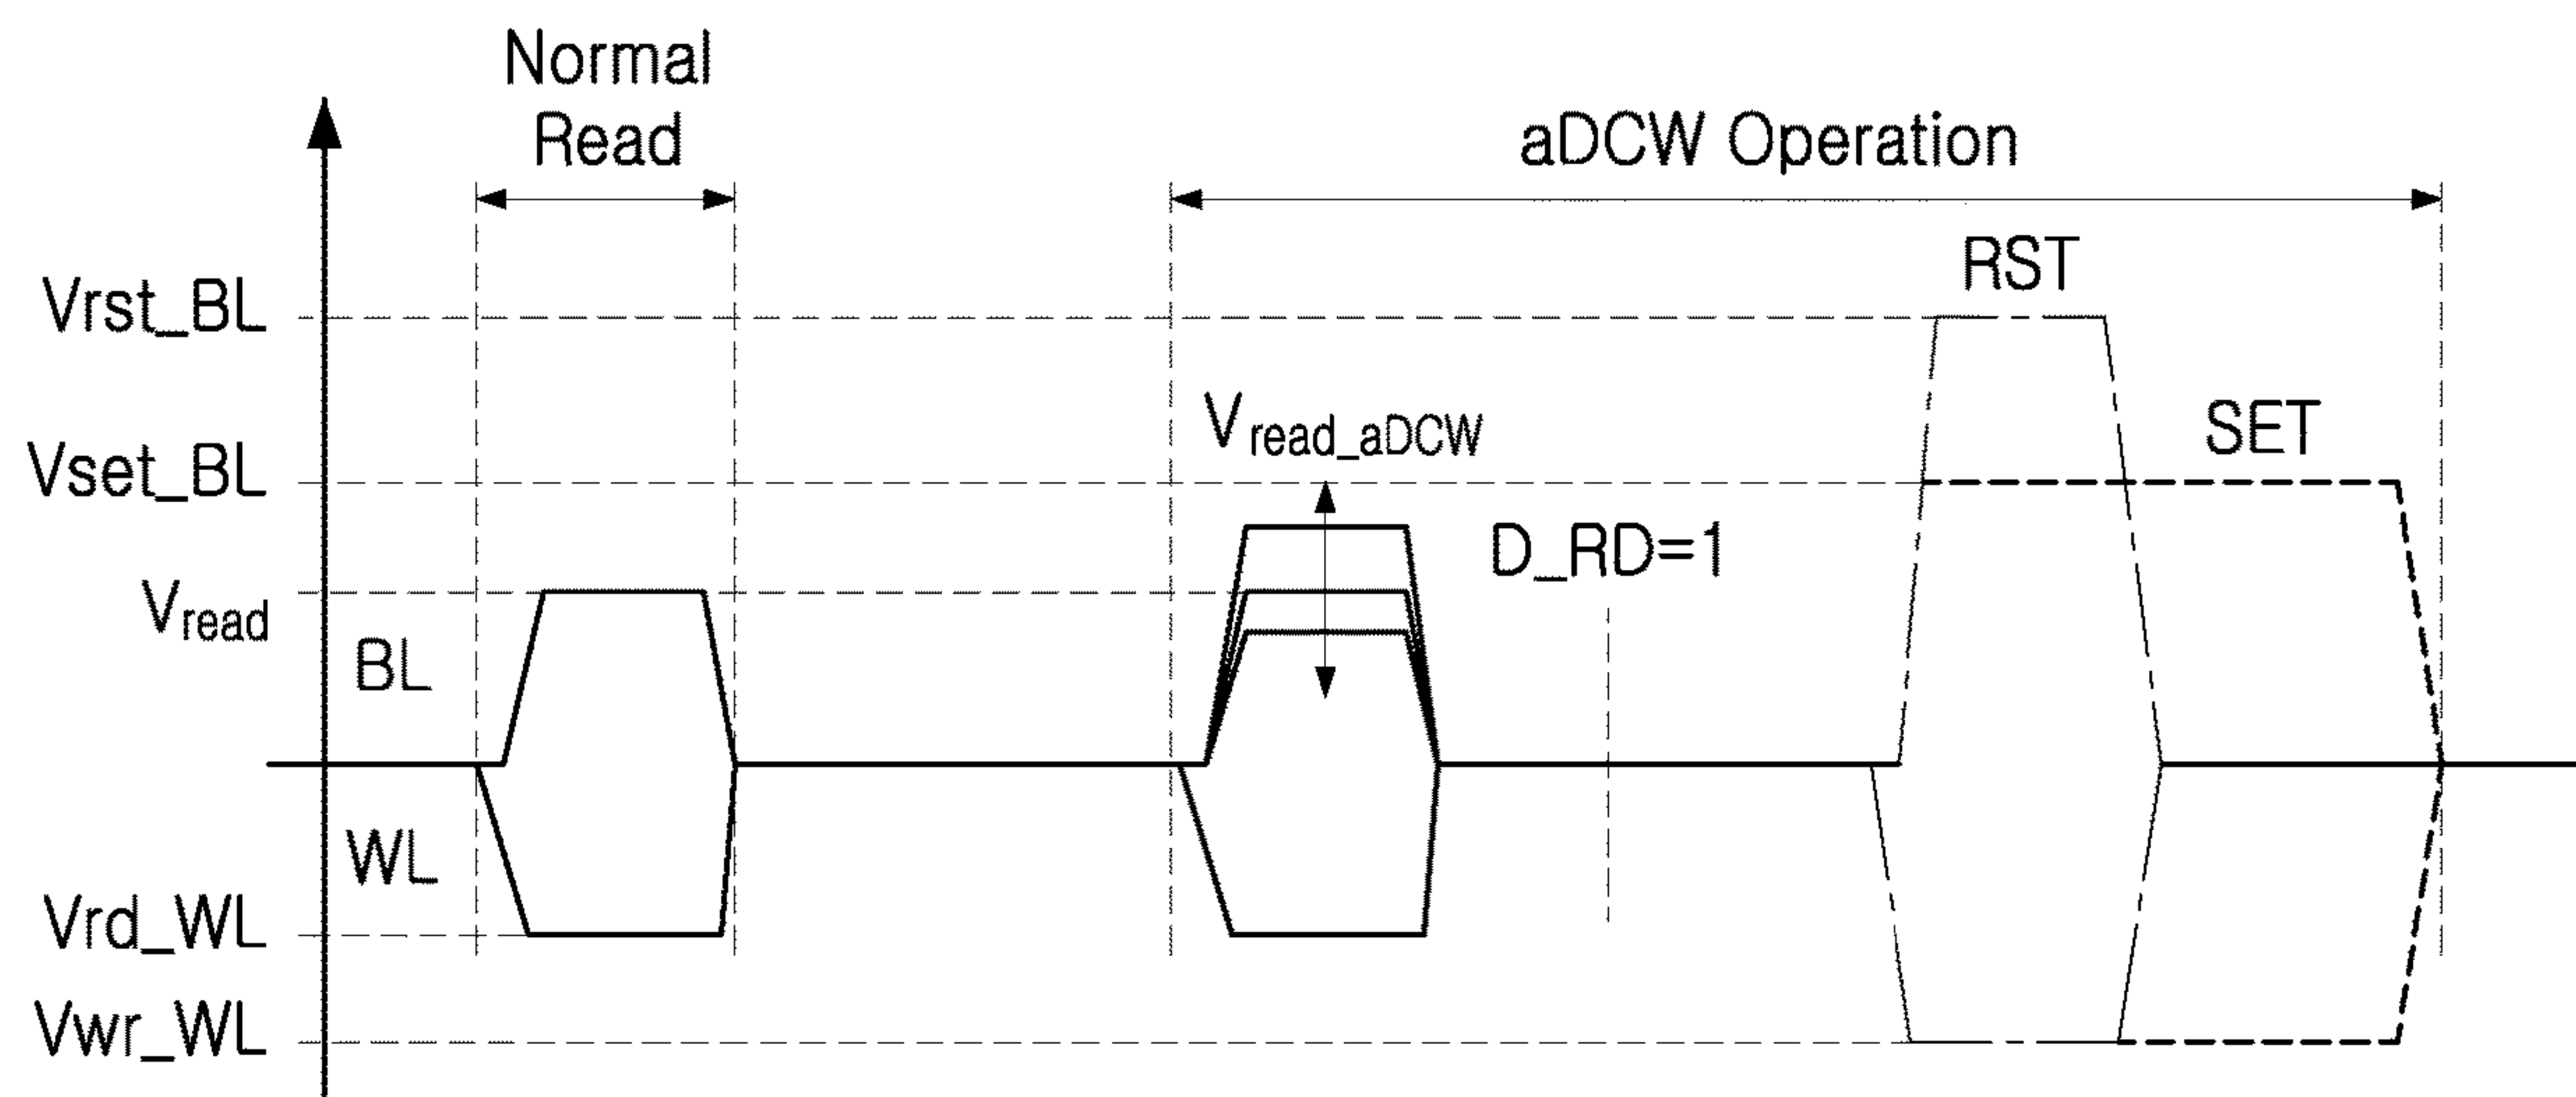 Normal
Read
aDCW Operation
RST
Vrst_BL
SET
Vread_aDCW
Vset_BL
D_RD=1
Vread
BL
WL
Vrd_WL
Vwr_WL